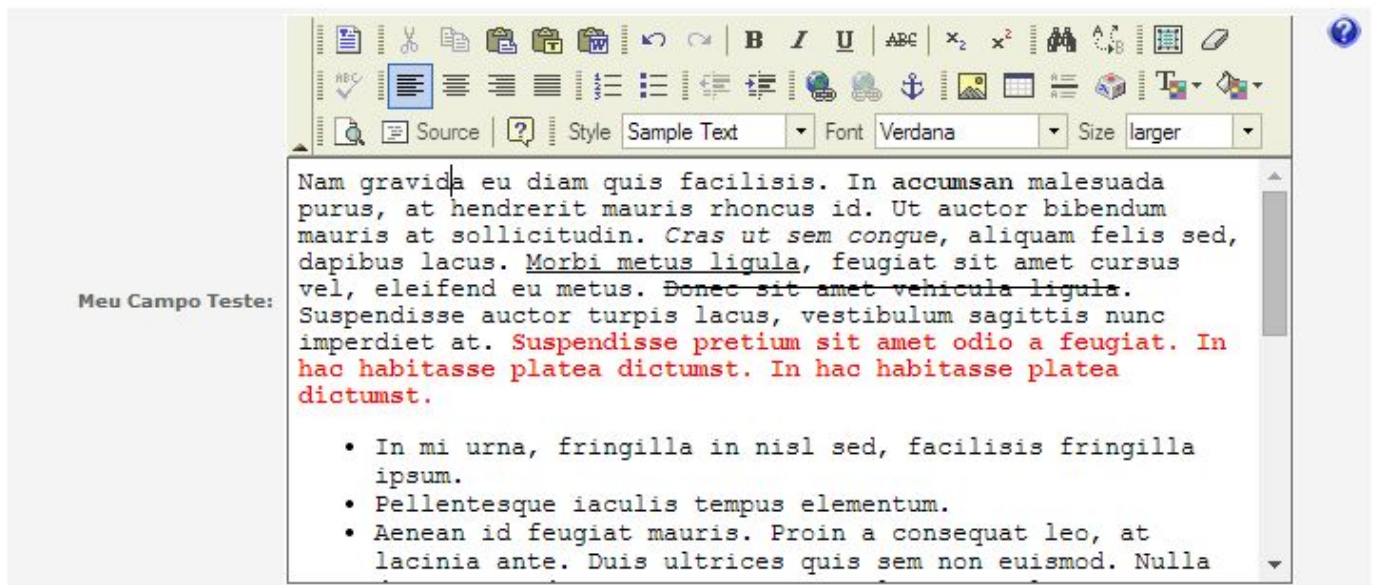 B I U ABC x₂ x²
ABC
Source Style Sample Text Font Verdana Size larger
Meu Campo Teste:
Nam gravida eu diam quis facilisis. In accumsan malesuada
purus, at hendrerit mauris rhoncus id. Ut auctor bibendum
mauris at sollicitudin. Cras ut sem congue, aliquam felis sed,
dapibus lacus. Morbi metus ligula, feugiat sit amet cursus
vel, eleifend eu metus. Donec sit amet vehicula ligula.
Suspendisse auctor turpis lacus, vestibulum sagittis nunc
imperdiet at. Suspendisse pretium sit amet odio a feugiat. In
hac habitasse platea dictumst. In hac habitasse platea
dictumst.
• In mi urna, fringilla in nisl sed, facilisis fringilla
ipsum.
• Pellentesque iaculis tempus elementum.
• Aenean id feugiat mauris. Proin a consequat leo, at
lacinia ante. Duis ultrices quis sem non euismod. Nulla